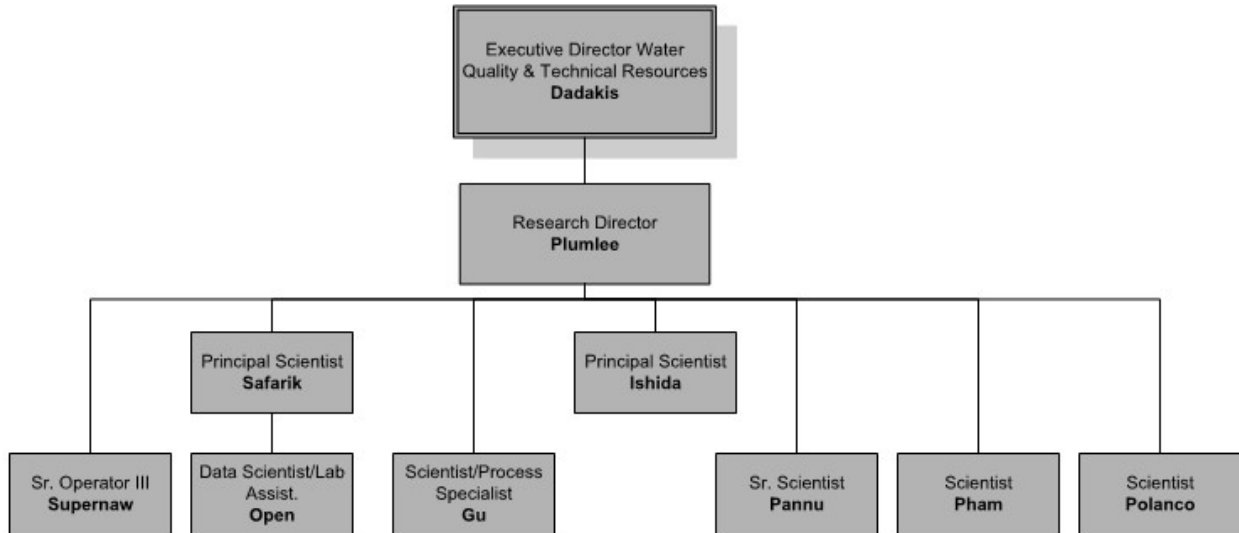 Executive Director Water
Quality & Technical Resources
Dadakis
Research Director
Plumlee
Principal Scientist
Safarik
Principal Scientist
Ishida
Sr. Operator III
Supernaw
Data Scientist/Lab
Assist.
Open
Scientist/Process
Specialist
Gu
Sr. Scientist
Pannu
Scientist
Pham
Scientist
Polanco